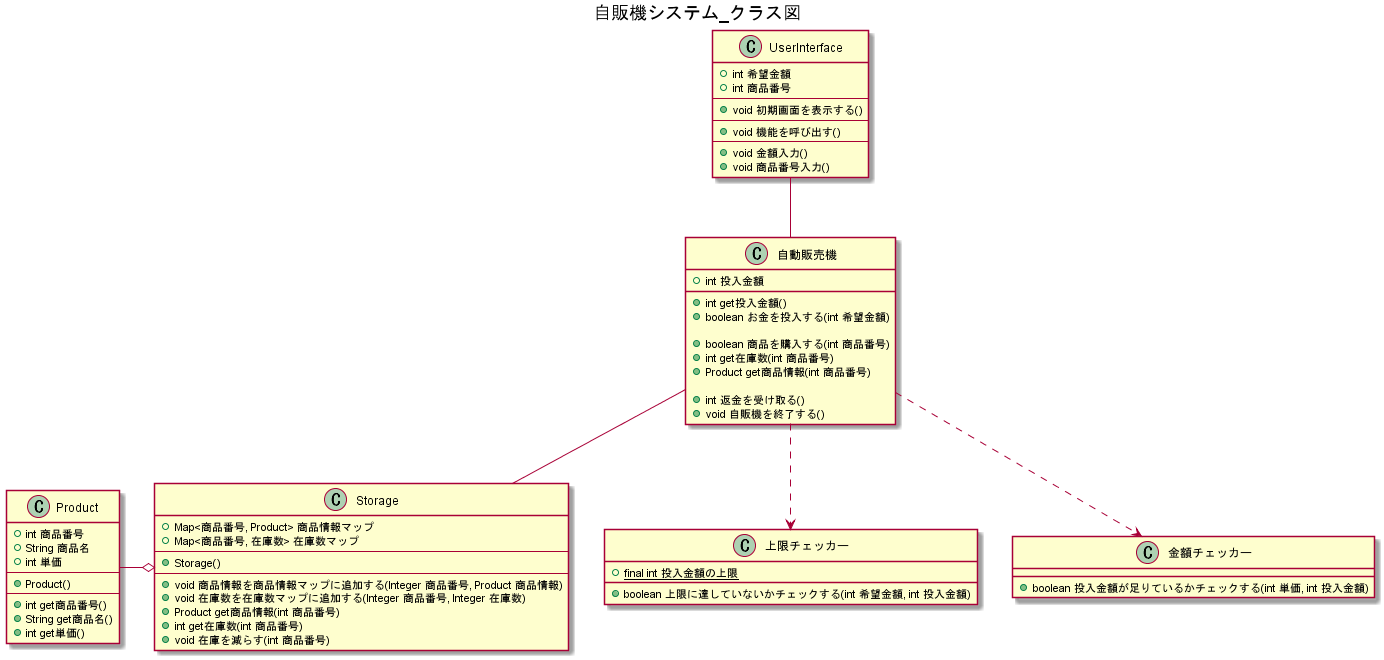 自販機システム_クラス図
C UserInterface
int 希望金額
int 商品番号
void 初期画面を表示する()
void 機能を呼び出す()
void 金額入力()
void 商品番号入力()
C 自動販売機
int 投入金額
int get投入金額()
boolean お金を投入する(int 希望金額)
boolean 商品を購入する(int 商品番号)
int get在庫数(int 商品番号)
Product get商品情報(int 商品番号)
int 返金を受け取る()
void 自販機を終了する()
C Product
int 商品番号
String 商品名
int 単価
Product()
int get商品番号()
String get商品名()
int get単価()
C Storage
Map<商品番号, Product> 商品情報マップ
Map<商品番号, 在庫数> 在庫数マップ
Storage()
void 商品情報を商品情報マップに追加する(Integer 商品番号, Product 商品情報)
void 在庫数を在庫数マップに追加する(Integer 商品番号, Integer 在庫数)
Product get商品情報(int 商品番号)
int get在庫数(int 商品番号)
void 在庫を減らす(int 商品番号)
C 上限チェッカー
final int 投入金額の上限
boolean 上限に達していないかチェックする(int 希望金額, int 投入金額)
C 金額チェッカー
boolean 投入金額が足りているかチェックする(int 単価, int 投入金額)